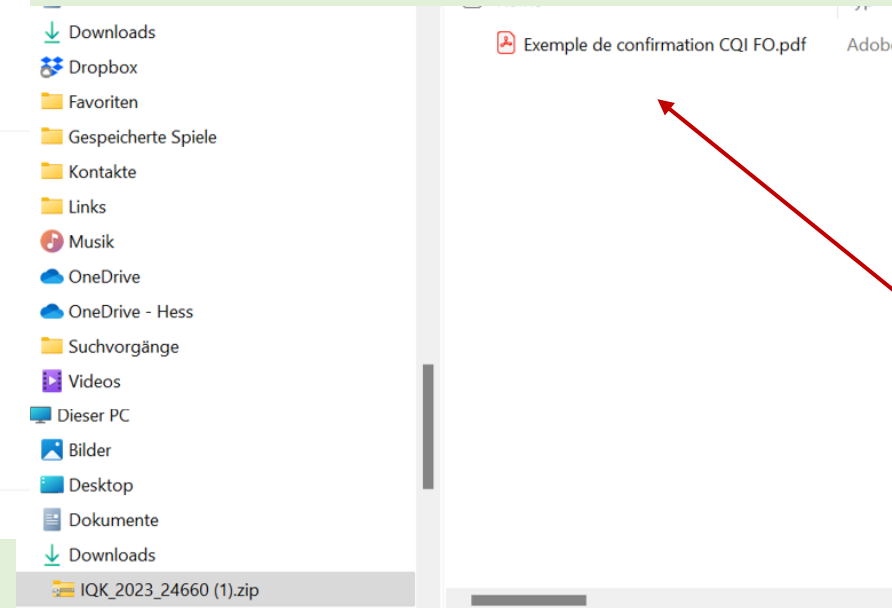 Downloads
Dropbox
Favoriten
Gespeicherte Spiele
Kontakte
Links
Musik
OneDrive
OneDrive - Hess
Suchvorgänge
Videos
Dieser PC
Bilder
Desktop
Dokumente
Downloads
IQK_2023_24660 (1).zip
Exemple de confirmation CQI FO.pdf